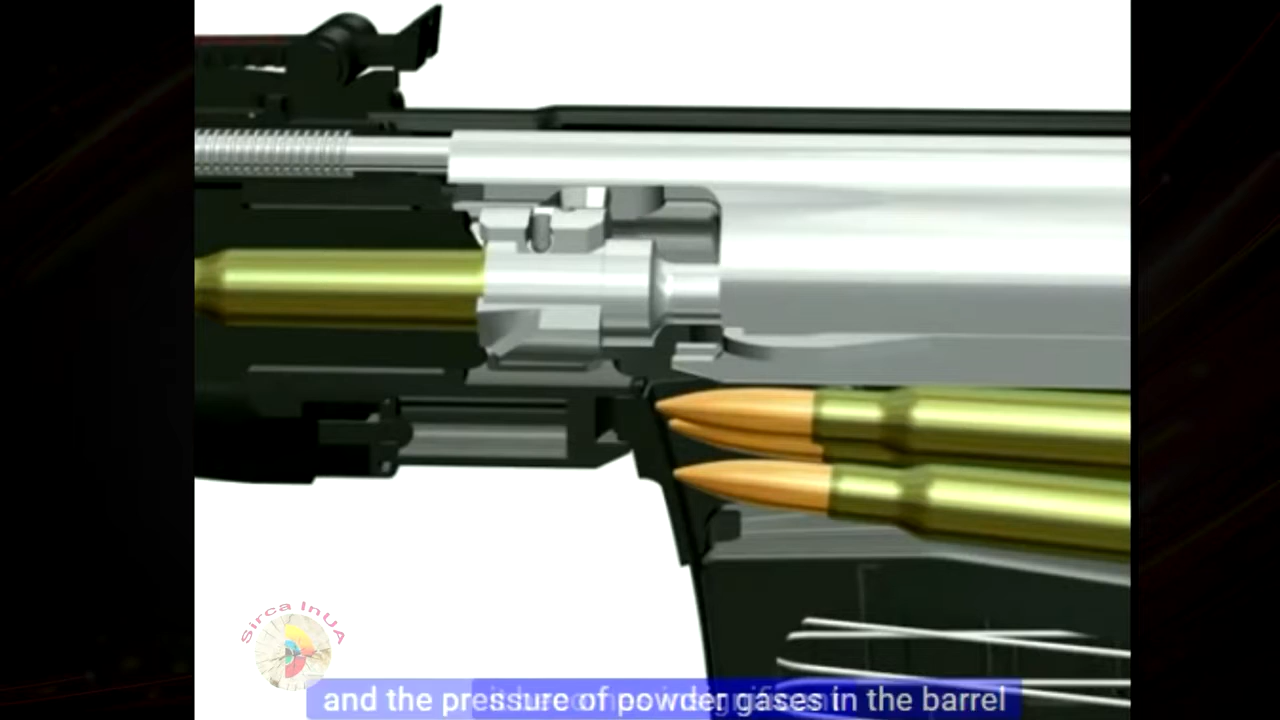 Sirca InUA
and the pressure of powder gases in the barrel